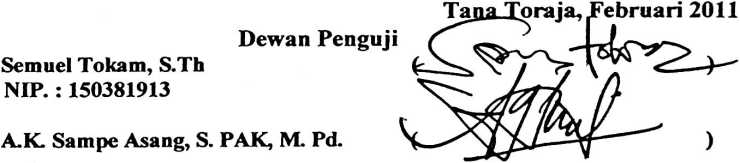 Tana Toraja, Februari 2011
Dewan Penguji
Semuel Tokam, S.Th ( )
NIP. : 150381913
A.K. Sampe Asang, S. PAK, M. Pd. ( )